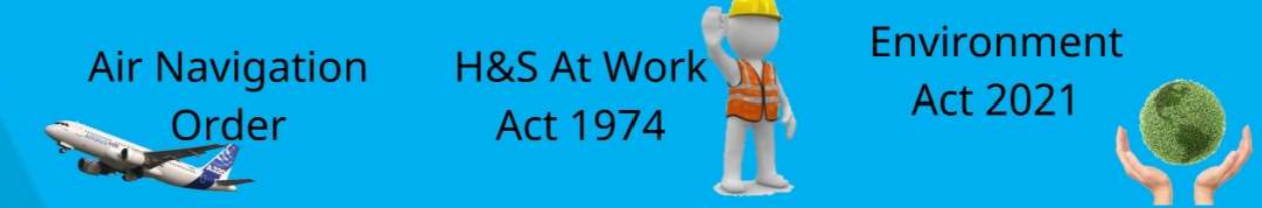 Air Navigation
Order
H&S At Work
Act 1974
Environment
Act 2021